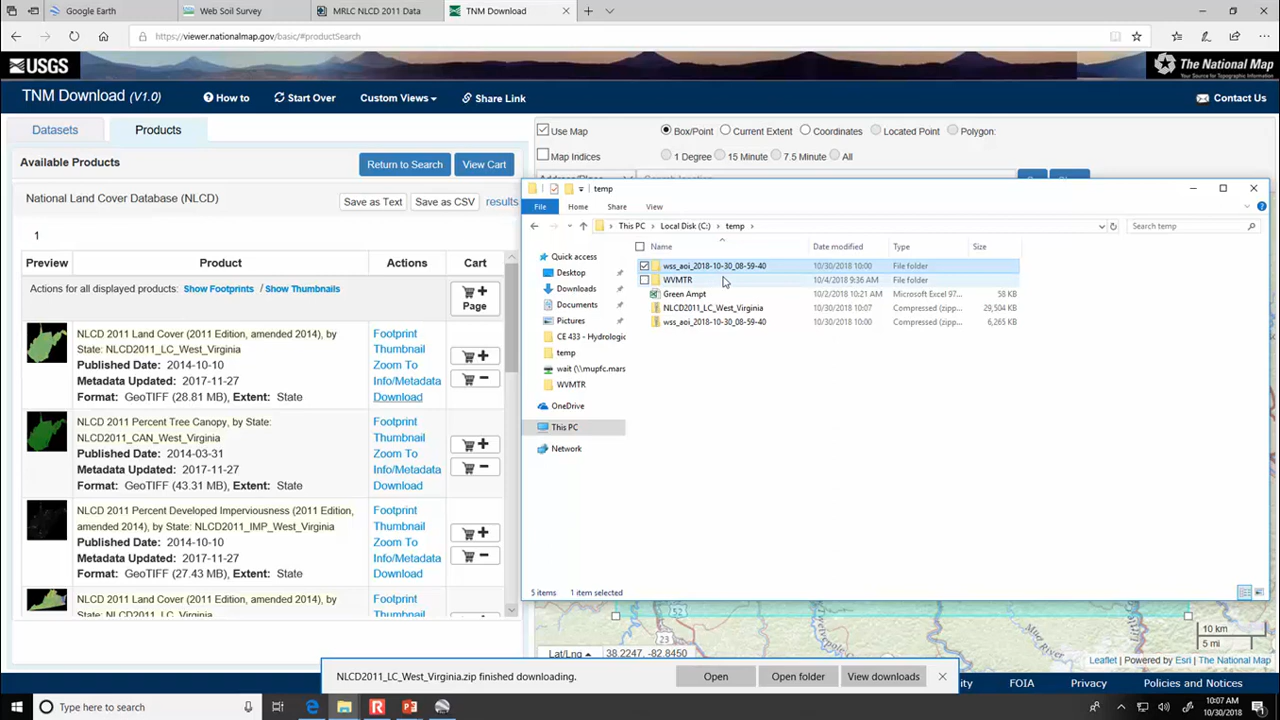 Google Earth
Web Soil Survey
MRLC NLCD 2011 Data
TNM Download
https://viewer.nationalmap.gov/basic/#productSearch
USGS
The National Map
Your Source for Topographic Information
TNM Download (V1.0)
How to
Start Over
Custom Views
Share Link
Contact Us
Datasets
Products
Use Map
Box/Point
Current Extent
Coordinates
Located Point
Polygon:
Map Indices
1 Degree
15 Minute
7.5 Minute
All
Available Products
Return to Search
View Cart
National Land Cover Database (NLCD)
Save as Text
Save as CSV
results
1
Preview
Product
Actions
Cart
Actions for all displayed products: Show Footprints / Show Thumbnails
Page
NLCD 2011 Land Cover (2011 Edition, amended 2014), by
State: NLCD2011_LC_West_Virginia
Published Date: 2014-10-10
Metadata Updated: 2017-11-27
Format: GeoTIFF (28.81 MB), Extent: State
Footprint
Thumbnail
Zoom To
Info/Metadata
Download
NLCD 2011 Percent Tree Canopy, by State:
NLCD2011_CAN_West_Virginia
Published Date: 2014-03-31
Metadata Updated: 2017-11-27
Format: GeoTIFF (43.31 MB), Extent: State
Footprint
Thumbnail
Zoom To
Info/Metadata
Download
NLCD 2011 Percent Developed Imperviousness (2011 Edition,
amended 2014), by State: NLCD2011_IMP_West_Virginia
Published Date: 2014-10-10
Metadata Updated: 2017-11-27
Format: GeoTIFF (27.43 MB), Extent: State
Footprint
Thumbnail
Zoom To
Info/Metadata
Download
NLCD 2011 Land Cover (2011 Edition, amended 2014), by
State: NLCD2011_LC_Virginia
Footprint
Thumbnail
temp
File
Home
Share
View
This PC
Local Disk (C:)
temp
Search temp
Name
Date modified
Type
Size
Quick access
Desktop
Downloads
Documents
Pictures
CE 433 - Hydrologic
temp
wait (\\mupfc.mars
WVMTR
OneDrive
This PC
Network
wss_aoi_2018-10-30_08-59-40 10/30/2018 10:00 File folder
WVMTR 10/4/2018 9:36 AM File folder
Green Ampt 10/2/2018 10:21 AM Microsoft Excel 97... 58 KB
NLCD2011_LC_West_Virginia 10/30/2018 10:07 Compressed (zipp... 29,504 KB
wss_aoi_2018-10-30_08-59-40 10/30/2018 10:00 Compressed (zipp... 6,265 KB
5 items
1 item selected
52
23
10 km
5 mi
Lat/Lng
38.2247, -82.8450
Leaflet | Powered by Esri | The National Map
NLCD2011_LC_West_Virginia.zip finished downloading.
Open
Open folder
View downloads
FOIA
Privacy
Policies and Notices
Type here to search
10:07 AM
10/30/2018